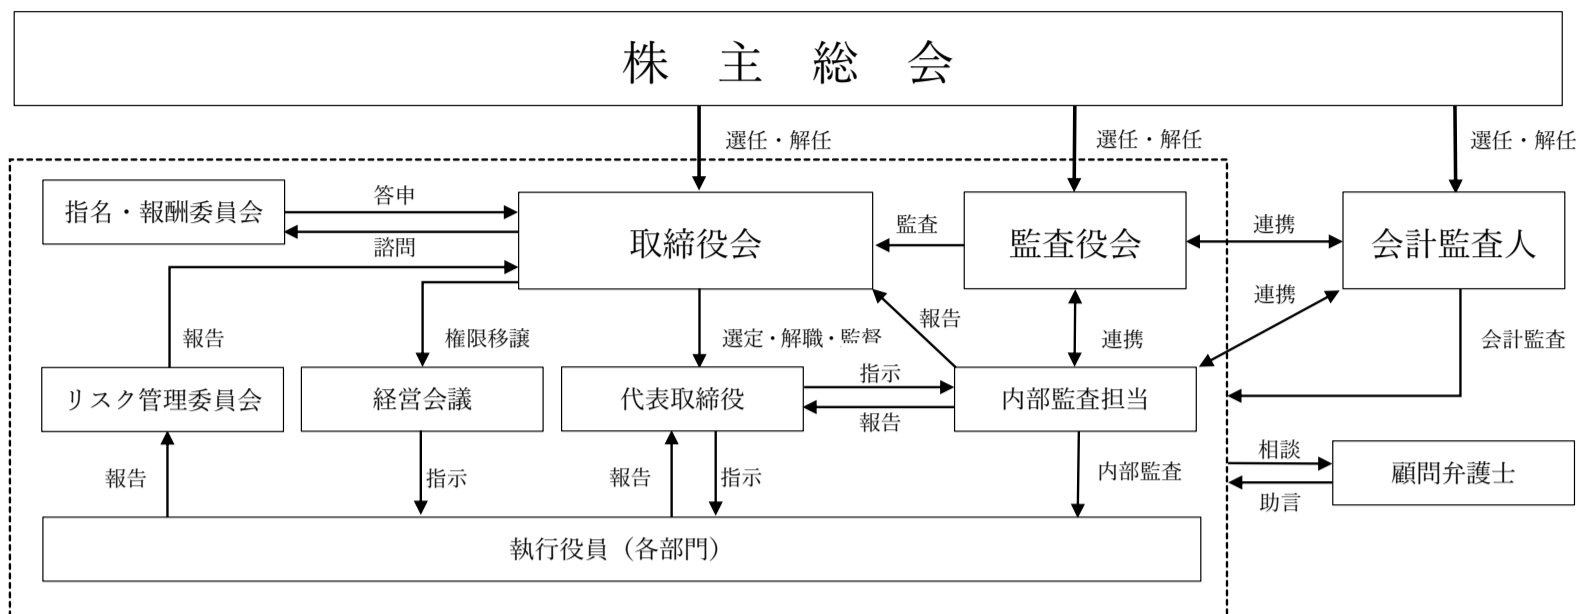 株主総会
選任・解任
選任・解任
選任・解任
指名・報酬委員会
答申
諮問
取締役会
監査
監査役会
連携
会計監査人
報告
権限移譲
選定・解職・監督
報告
連携
連携
会計監査
リスク管理委員会
経営会議
代表取締役
指示
報告
内部監査担当
報告
指示
報告
指示
内部監査
相談
助言
顧問弁護士
執行役員（各部門）